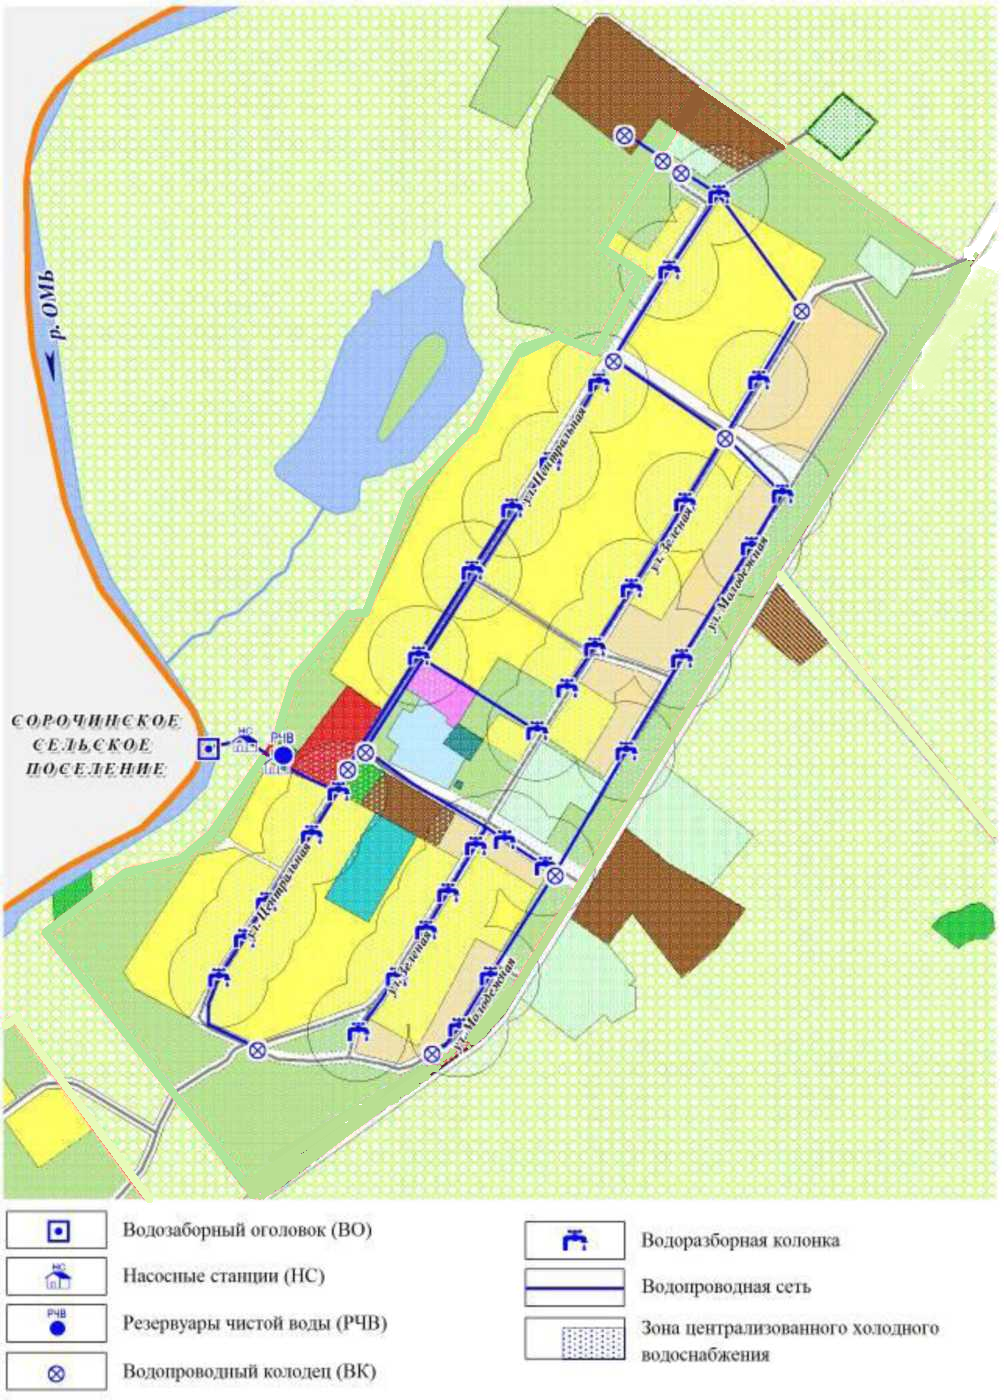 р. ОМЬ
ул. Центральная
ул. Зеленая
ул. Молодежная
СОРОЧИНСКОЕ
СЕЛЬСКОЕ
ПОСЕЛЕНИЕ
НС
РЧВ
ул. Центральная
ул. Зеленая
ул. Молодежная
Водозаборный оголовок (ВО)
НС
Насосные станции (НС)
РЧВ
Резервуары чистой воды (РЧВ)
Водопроводный колодец (ВК)
Водоразборная колонка
Водопроводная сеть
Зона централизованного холодного
водоснабжения